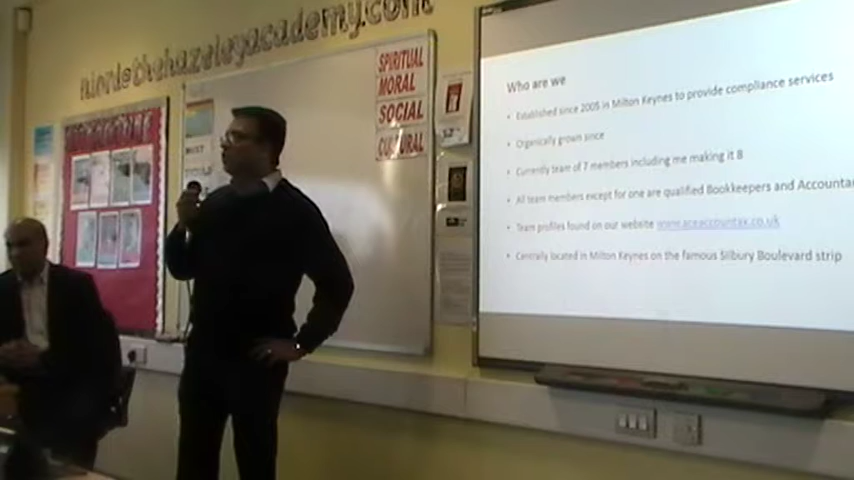 thehazeleyacademy.com
SPIRITUAL
MORAL
SOCIAL
CULTURAL
Who are we
• Established since 2005 in Milton Keynes to provide compliance services
• Organically grown since
• Currently team of 7 members including me making it 8
• All team members except for one are qualified Bookkeepers and Accountan
• Team profiles found on our website www.aceaccountax.co.uk
• Centrally located in Milton Keynes on the famous Silbury Boulevard strip